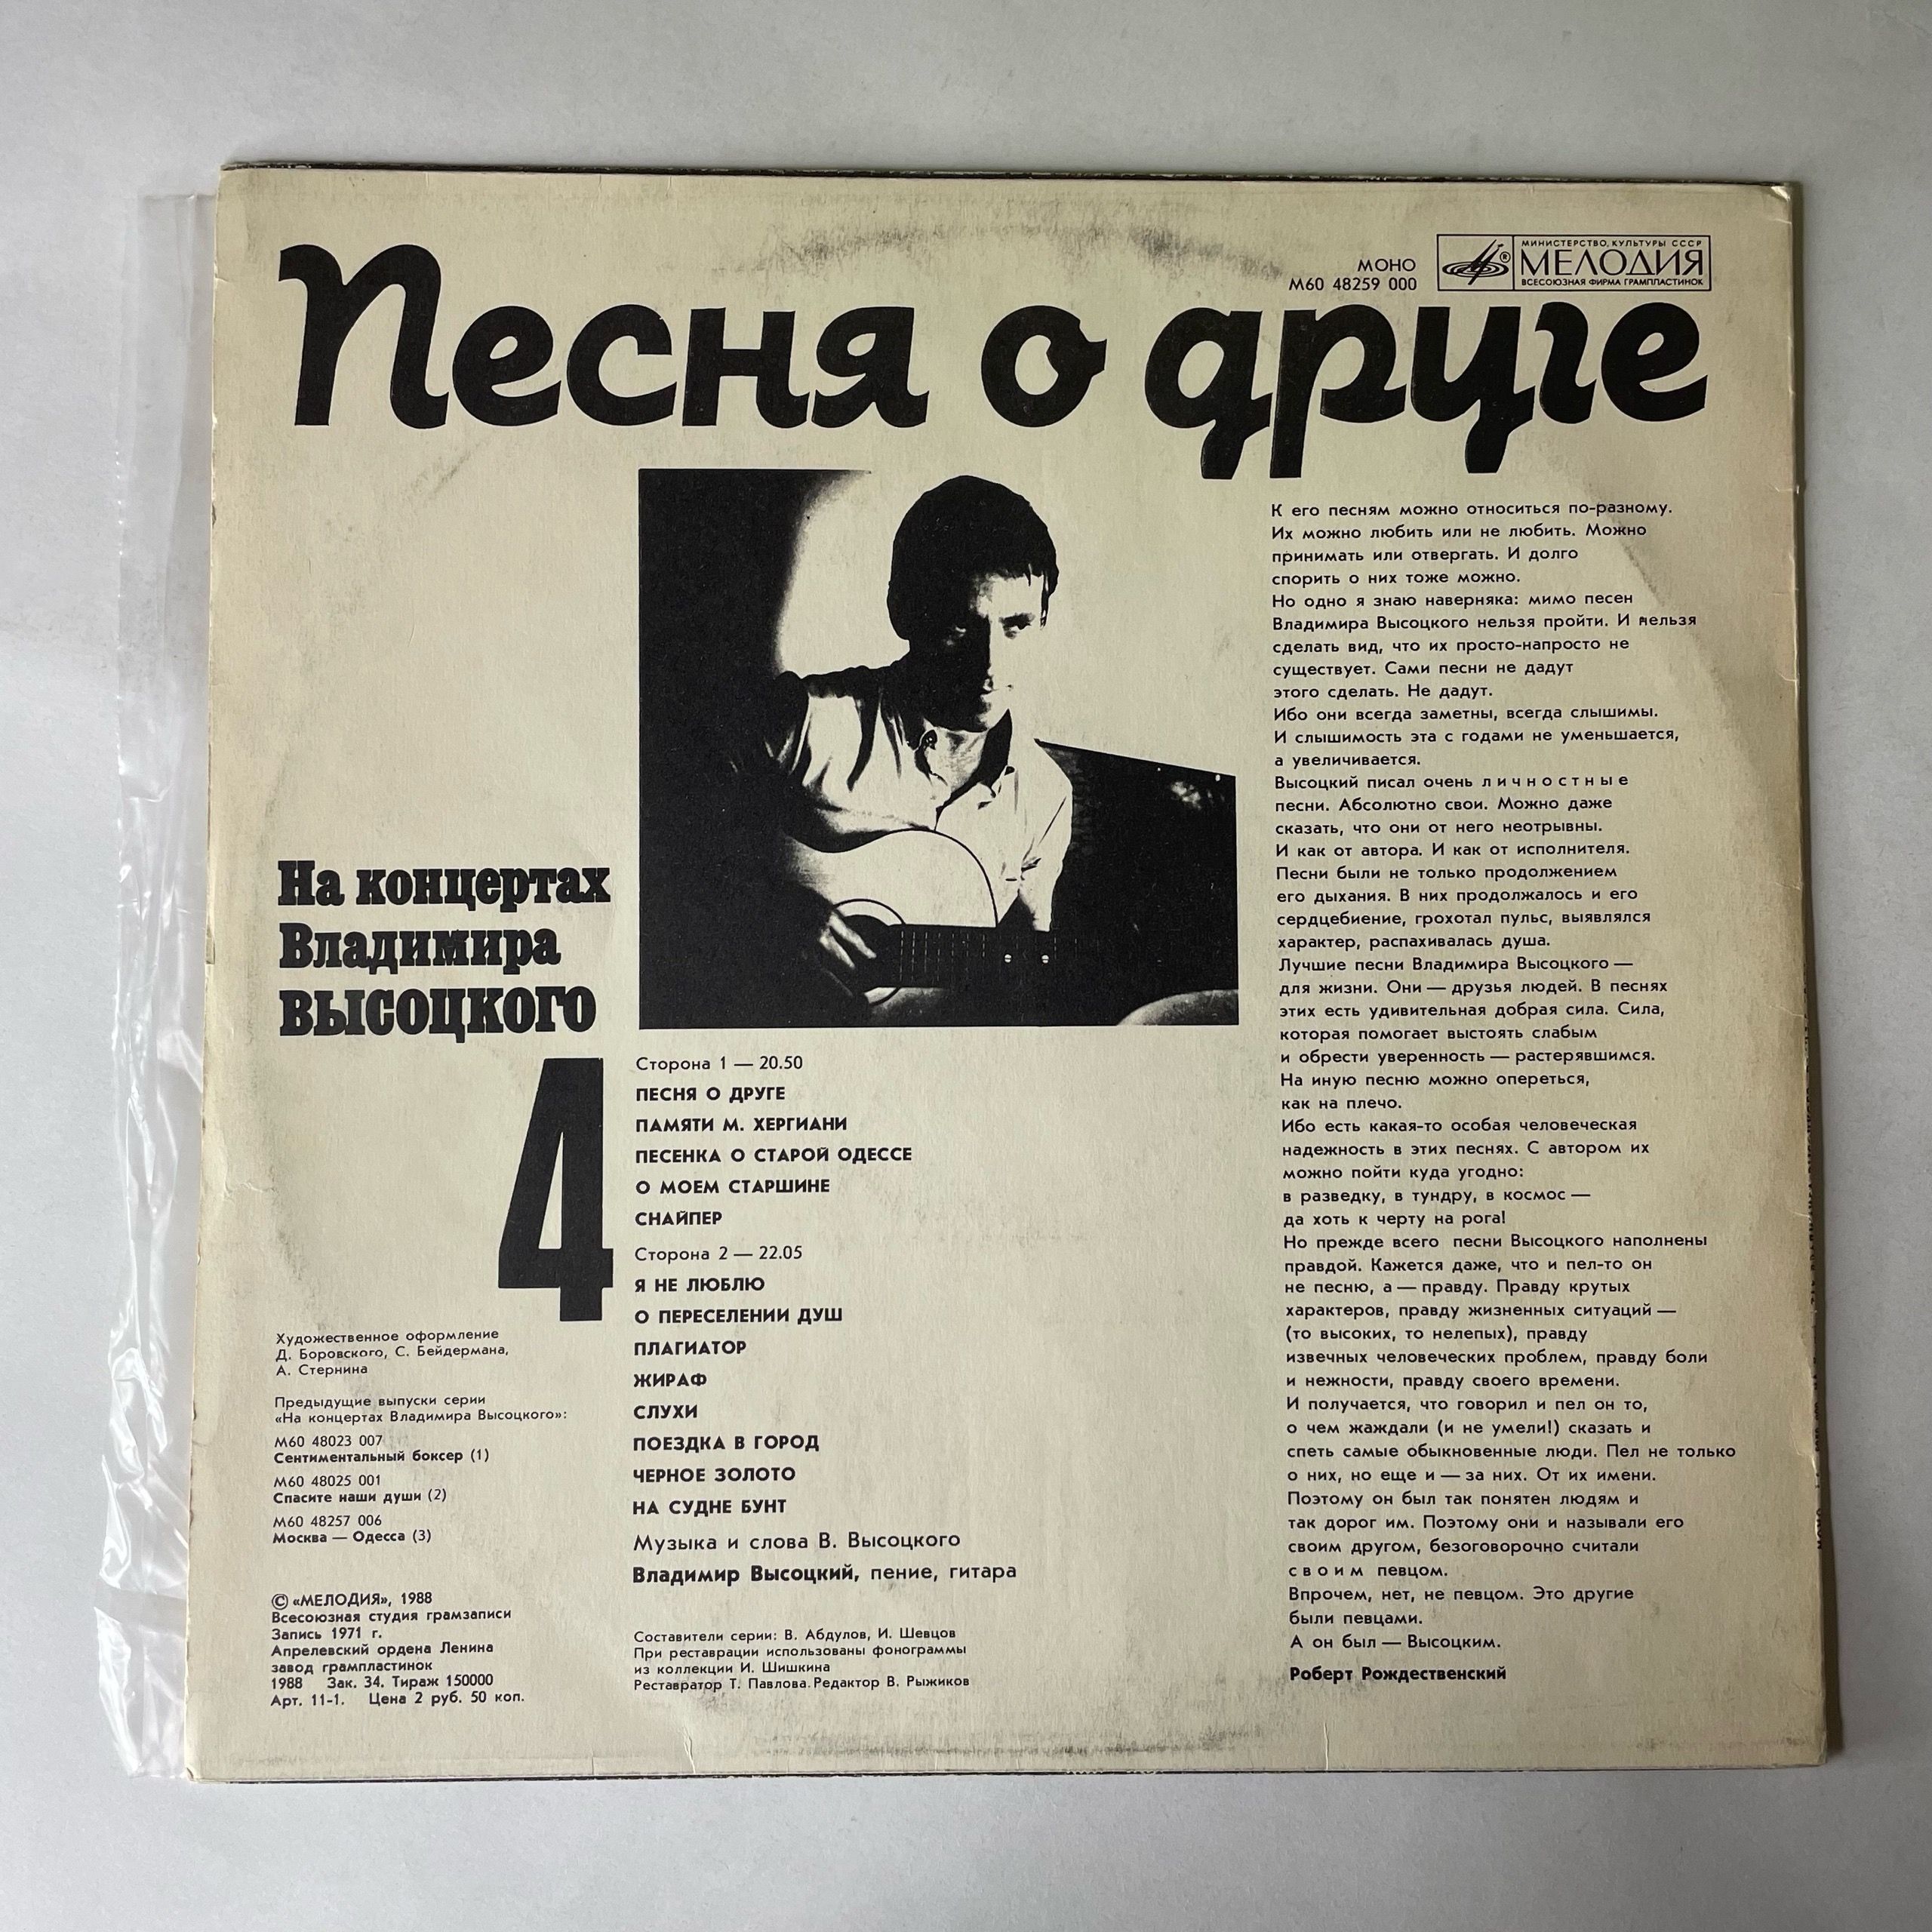 МОНО
М60 48259 000
МИНИСТЕРСТВО КУЛЬТУРЫ СССР
МЕЛОДИЯ
ВСЕСОЮЗНАЯ ФИРМА ГРАМПЛАСТИНОК
Песня о друге
На концертах
Владимира
ВЫСОЦКОГО
4
Художественное оформление
Д. Боровского, С. Бейдермана,
А. Стернина
Предыдущие выпуски серии
«На концертах Владимира Высоцкого»:
М60 48023 007
Сентиментальный боксер (1)
М60 48025 001
Спасите наши души (2)
М60 48257 006
Москва — Одесса (3)
© «МЕЛОДИЯ», 1988
Всесоюзная студия грамзаписи
Запись 1971 г.
Апрелевский ордена Ленина
завод грампластинок
1988 Зак. 34. Тираж 150000
Арт. 11-1. Цена 2 руб. 50 коп.
Сторона 1 — 20.50
ПЕСНЯ О ДРУГЕ
ПАМЯТИ М. ХЕРГИАНИ
ПЕСЕНКА О СТАРОЙ ОДЕССЕ
О МОЕМ СТАРШИНЕ
СНАЙПЕР
Сторона 2 — 22.05
Я НЕ ЛЮБЛЮ
О ПЕРЕСЕЛЕНИИ ДУШ
ПЛАГИАТОР
ЖИРАФ
СЛУХИ
ПОЕЗДКА В ГОРОД
ЧЕРНОЕ ЗОЛОТО
НА СУДНЕ БУНТ
Музыка и слова В. Высоцкого
Владимир Высоцкий, пение, гитара
Составители серии: В. Абдулов, И. Шевцов
При реставрации использованы фонограммы
из коллекции И. Шишкина
Реставратор Т. Павлова. Редактор В. Рыжиков
К его песням можно относиться по-разному.
Их можно любить или не любить. Можно
принимать или отвергать. И долго
спорить о них тоже можно.
Но одно я знаю наверняка: мимо песен
Владимира Высоцкого нельзя пройти. И нельзя
сделать вид, что их просто-напросто не
существует. Сами песни не дадут
этого сделать. Не дадут.
Ибо они всегда заметны, всегда слышимы.
И слышимость эта с годами не уменьшается,
а увеличивается.
Высоцкий писал очень личностные
песни. Абсолютно свои. Можно даже
сказать, что они от него неотрывны.
И как от автора. И как от исполнителя.
Песни были не только продолжением
его дыхания. В них продолжалось и его
сердцебиение, грохотал пульс, выявлялся
характер, распахивалась душа.
Лучшие песни Владимира Высоцкого —
для жизни. Они — друзья людей. В песнях
этих есть удивительная добрая сила. Сила,
которая помогает выстоять слабым
и обрести уверенность — растерявшимся.
На иную песню можно опереться,
как на плечо.
Ибо есть какая-то особая человеческая
надежность в этих песнях. С автором их
можно пойти куда угодно:
в разведку, в тундру, в космос —
да хоть к черту на рога!
Но прежде всего песни Высоцкого наполнены
правдой. Кажется даже, что и пел-то он
не песню, а — правду. Правду крутых
характеров, правду жизненных ситуаций —
(то высоких, то нелепых), правду
извечных человеческих проблем, правду боли
и нежности, правду своего времени.
И получается, что говорил и пел он то,
о чем жаждали (и не умели!) сказать и
спеть самые обыкновенные люди. Пел не только
о них, но еще и — за них. От их имени.
Поэтому он был так понятен людям и
так дорог им. Поэтому они и называли его
своим другом, безоговорочно считали
своим певцом.
Впрочем, нет, не певцом. Это другие
были певцами.
А он был — Высоцким.
Роберт Рождественский